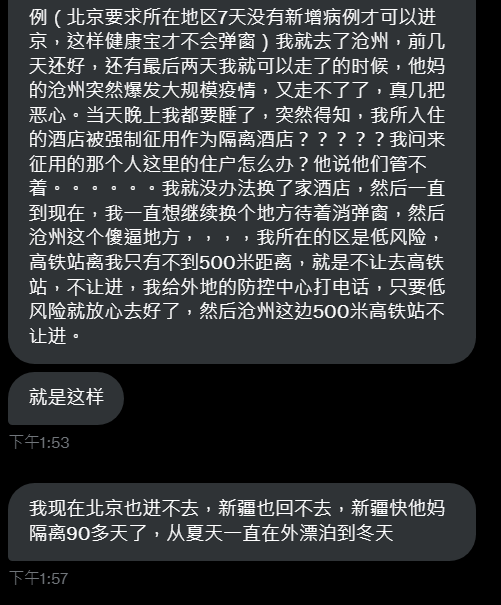 例（北京要求所在地区7天没有新增病例才可以进
京，这样健康宝才不会弹窗）我就去了沧州，前几
天还好，还有最后两天我就可以走了的时候，他妈
的沧州突然爆发大规模疫情，又走不了了，真几把
恶心。当天晚上我都要睡了，突然得知，我所入住
的酒店被强制征用作为隔离酒店？？？？？我问来
征用的那个人这里的住户怎么办？他说他们管不
着。。。。。。我就没办法换了家酒店，然后一直
到现在，我一直想继续换个地方待着消弹窗，然后
沧州这个傻逼地方，，，，我所在的区是低风险，
高铁站离我只有不到500米距离，就是不让去高铁
站，不让进，我给外地的防控中心打电话，只要低
风险就放心去好了，然后沧州这边500米高铁站不
让进。
就是这样
下午1:53
我现在北京也进不去，新疆也回不去，新疆快他妈
隔离90多天了，从夏天一直在外漂泊到冬天
下午1:57